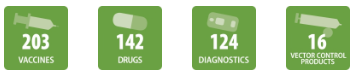 203
VACCINES
142
DRUGS
124
DIAGNOSTICS
16
VECTOR CONTROL
PRODUCTS